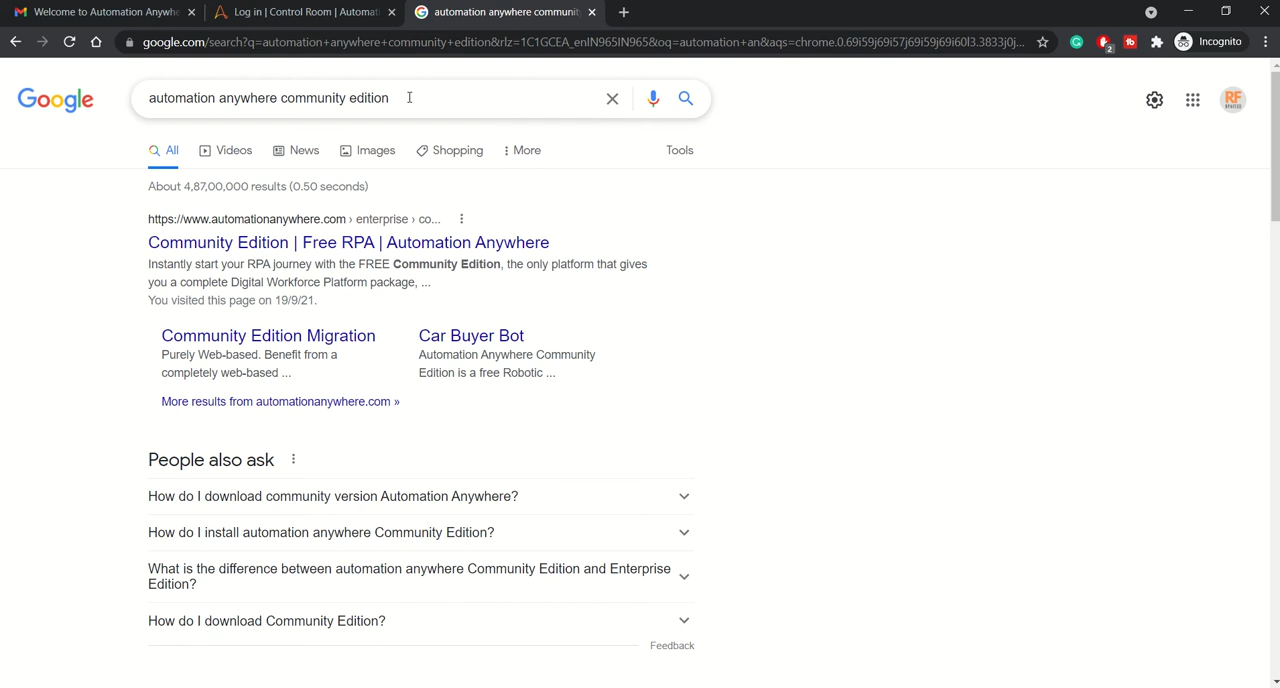 Welcome to Automation Anywhe
Log in | Control Room | Automati
automation anywhere communit
google.com/search?q=automation+anywhere+community+edition&rlz=1C1GCEA_enIN965IN965&oq=automation+an&aqs=chrome.0.69i59j69i57j69i59j69i60l3.3833j0j...
2
Incognito
Google
automation anywhere community edition
RF
All
Videos
News
Images
Shopping
More
Tools
About 4,87,00,000 results (0.50 seconds)
https://www.automationanywhere.com › enterprise › co...
Community Edition | Free RPA | Automation Anywhere
Instantly start your RPA journey with the FREE Community Edition, the only platform that gives
you a complete Digital Workforce Platform package, ...
You visited this page on 19/9/21.
Community Edition Migration
Purely Web-based. Benefit from a
completely web-based ...
Car Buyer Bot
Automation Anywhere Community
Edition is a free Robotic ...
More results from automationanywhere.com »
People also ask
How do I download community version Automation Anywhere?
How do I install automation anywhere Community Edition?
What is the difference between automation anywhere Community Edition and Enterprise
Edition?
How do I download Community Edition?
Feedback